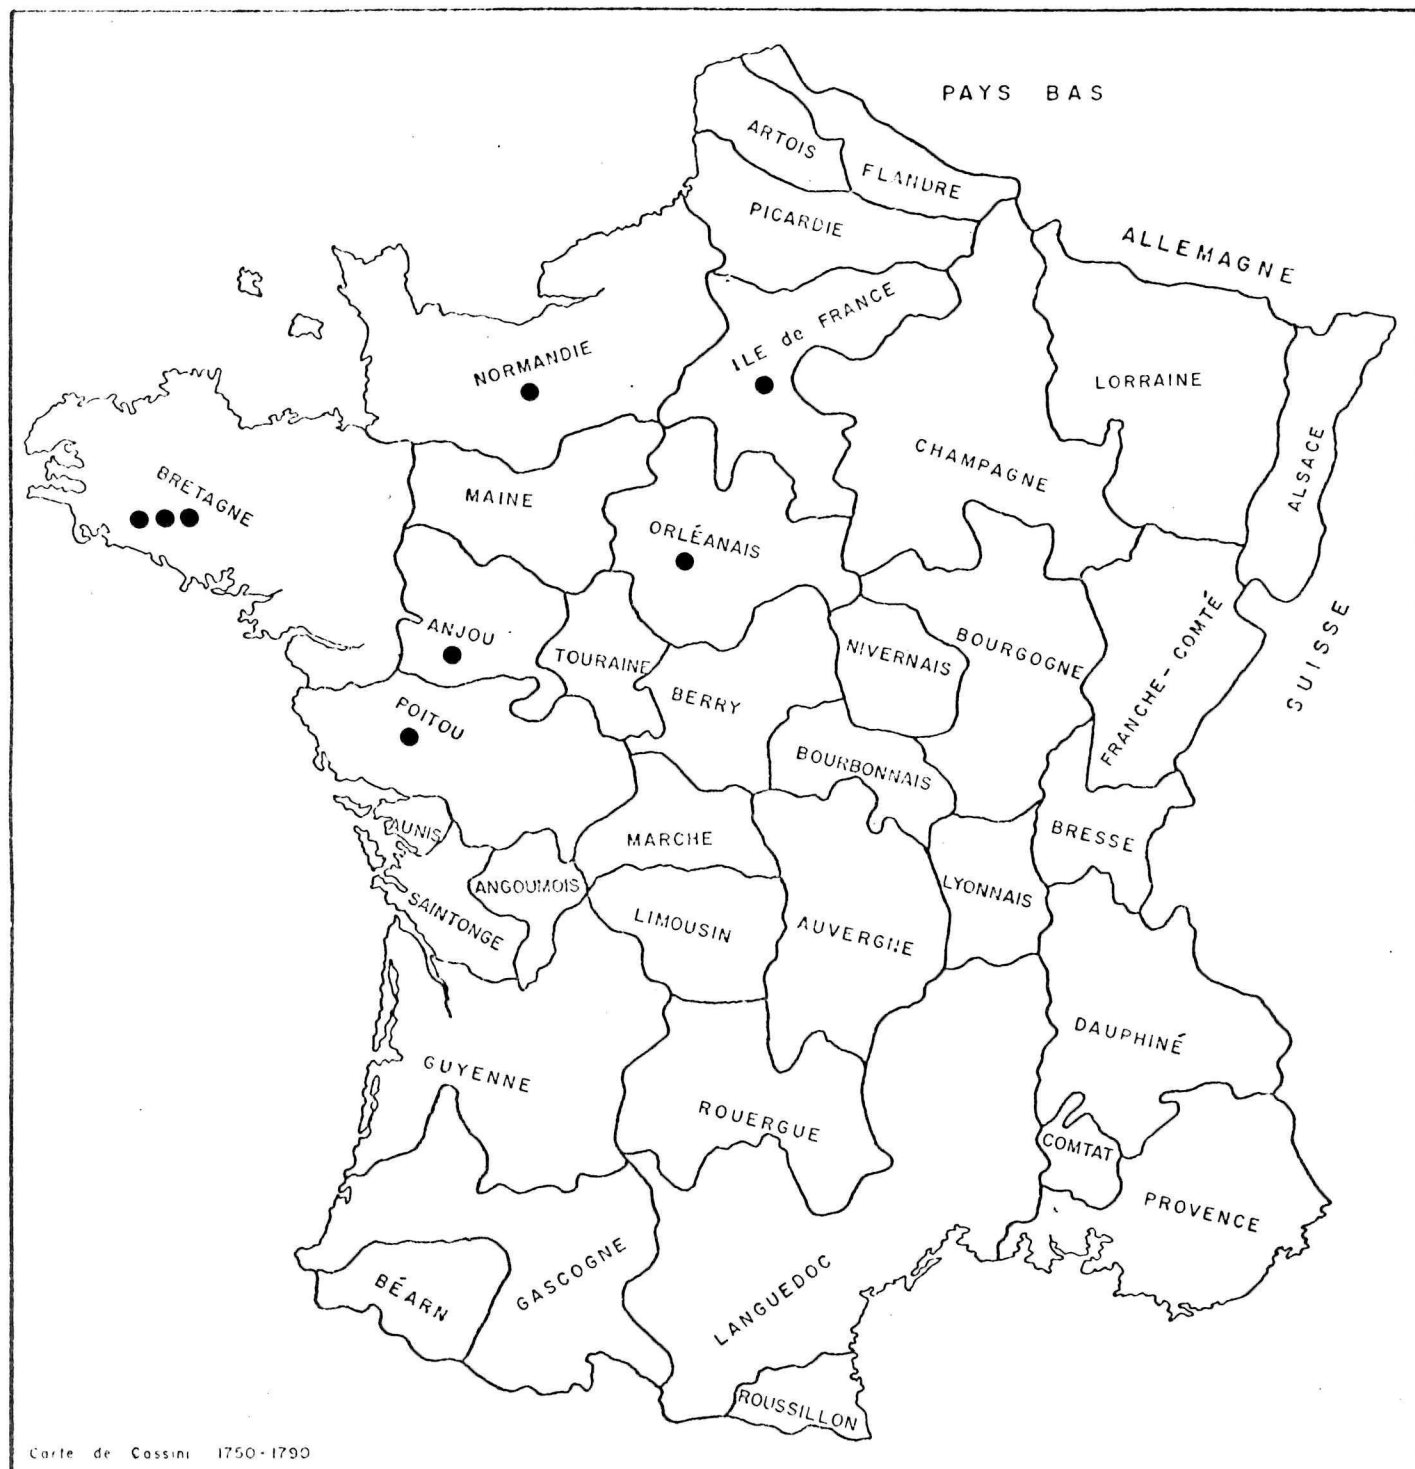 PAYS BAS
ARTOIS
FLANDRE
PICARDIE
ALLEMAGNE
ILE de FRANCE
NORMANDIE
LORRAINE
CHAMPAGNE
ALSACE
BRETAGNE
MAINE
ORLÉANAIS
ANJOU
TOURAINE
NIVERNAIS
BOURGOGNE
FRANCHE-COMTÉ
SUISSE
BERRY
POITOU
BOURBONNAIS
AUNIS
MARCHE
BRESSE
ANGOUMOIS
LYONNAIS
SAINTONGE
LIMOUSIN
AUVERGNE
DAUPHINÉ
GUYENNE
ROUERGUE
COMTAT
PROVENCE
GASCOGNE
BÉARN
LANGUEDOC
ROUSSILLON
Carte de Cassini 1750-1790